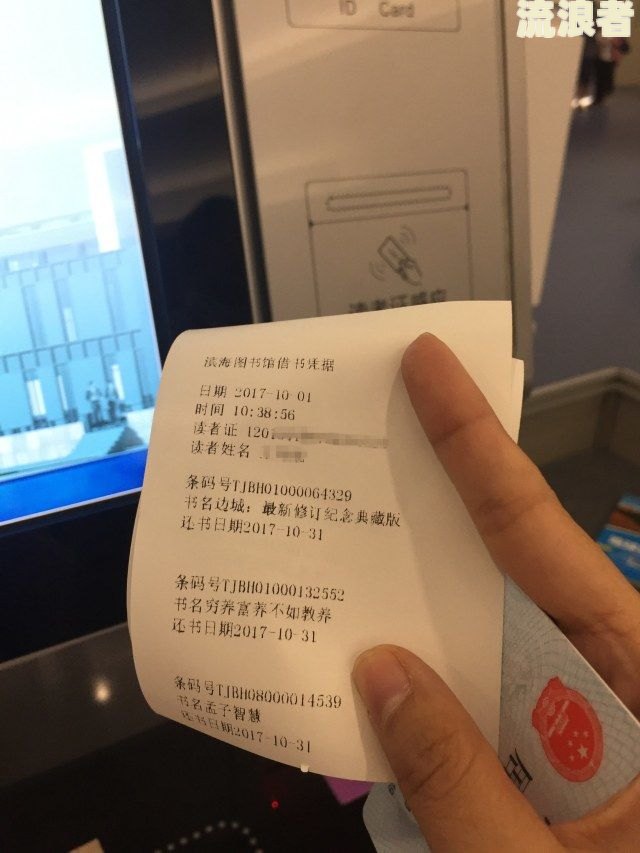 流浪者
ID Card
读者证感应
滨海图书馆借书凭据
日期 2017-10-01
时间 10:38:56
读者证 120
读者姓名
条码号TJBH01000064329
书名边城：最新修订纪念典藏版
还书日期2017-10-31
条码号TJBH01000132552
书名穷养富养不如教养
还书日期2017-10-31
条码号TJBH08000014539
书名孟子智慧
还书日期2017-10-31
居